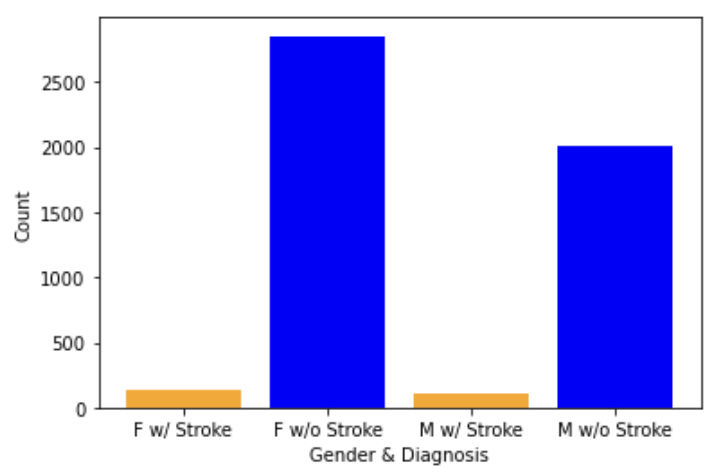 2500
2000
1500
1000
500
0
Count
F w/ Stroke
F w/o Stroke
M w/ Stroke
M w/o Stroke
Gender & Diagnosis